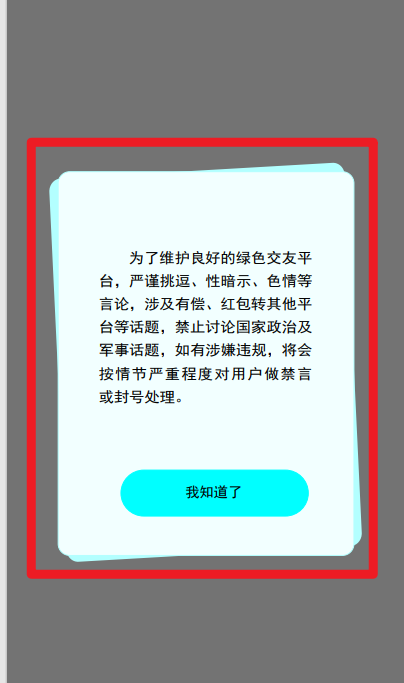 为了维护良好的绿色交友平
台，严谨挑逗、性暗示、色情等
言论，涉及有偿、红包转其他平
台等话题，禁止讨论国家政治及
军事话题，如有涉嫌违规，将会
按情节严重程度对用户做禁言
或封号处理。
我知道了